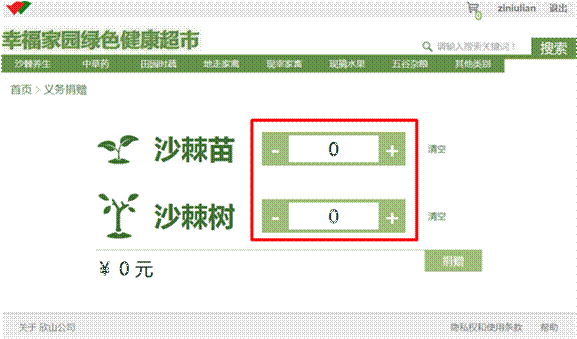 0 ziniulian 退出
幸福家园绿色健康超市
请输入搜索关键词！ 搜索
沙棘养生 中草药 田园时蔬 地走家禽 现宰家畜 现摘水果 五谷杂粮 其他类别
首页 > 义务捐赠
沙棘苗 - 0 + 清空
沙棘树 - 0 + 清空
¥ 0 元 捐赠
关于 欣山公司 隐私权和使用条款 帮助